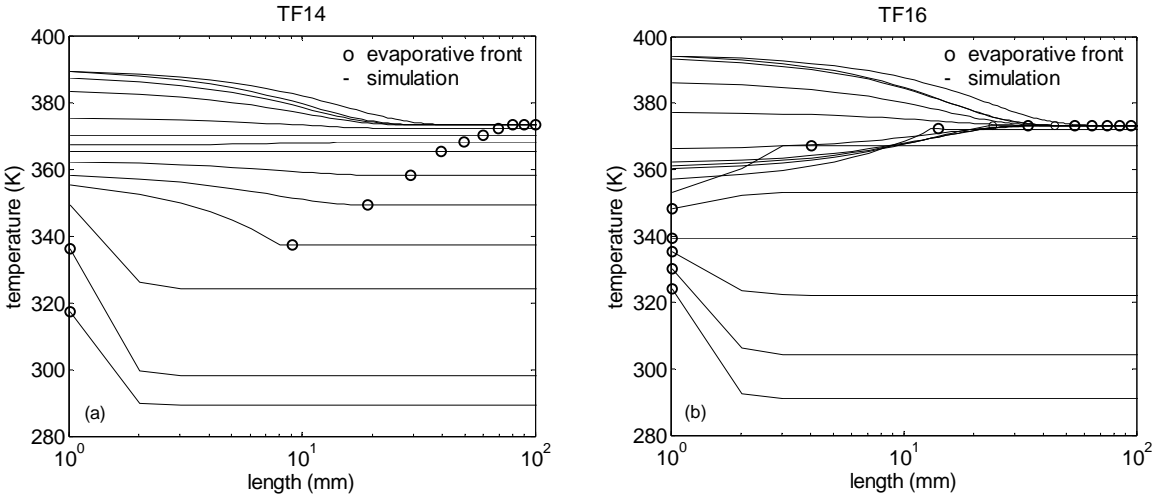 TF14
400
380
360
340
320
300
280
temperature (K)
o evaporative front
- simulation
(a)
10^0
10^1
10^2
length (mm)
TF16
400
380
360
340
320
300
280
temperature (K)
o evaporative front
- simulation
(b)
10^0
10^1
10^2
length (mm)